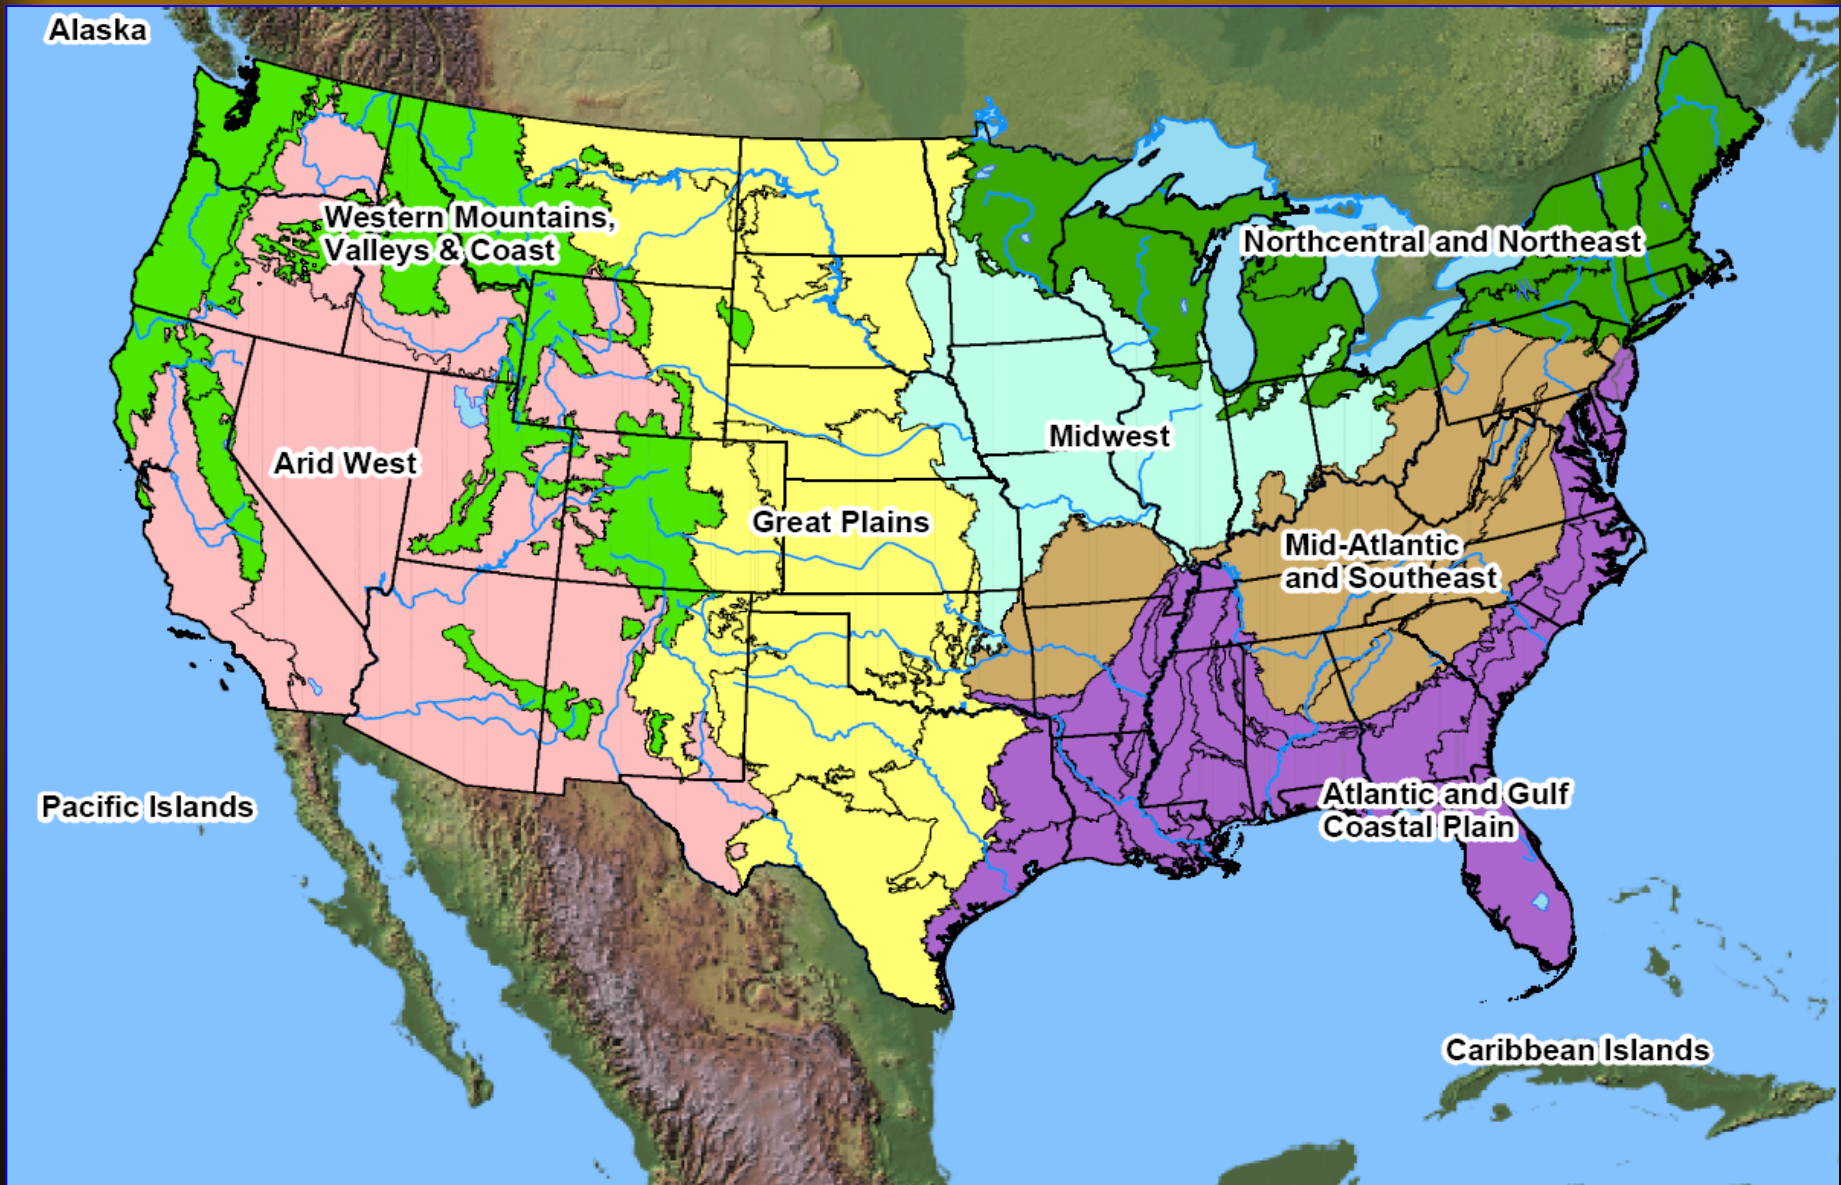 Alaska
Western Mountains,
Valleys & Coast
Northcentral and Northeast
Midwest
Arid West
Great Plains
Mid-Atlantic
and Southeast
Pacific Islands
Atlantic and Gulf
Coastal Plain
Caribbean Islands